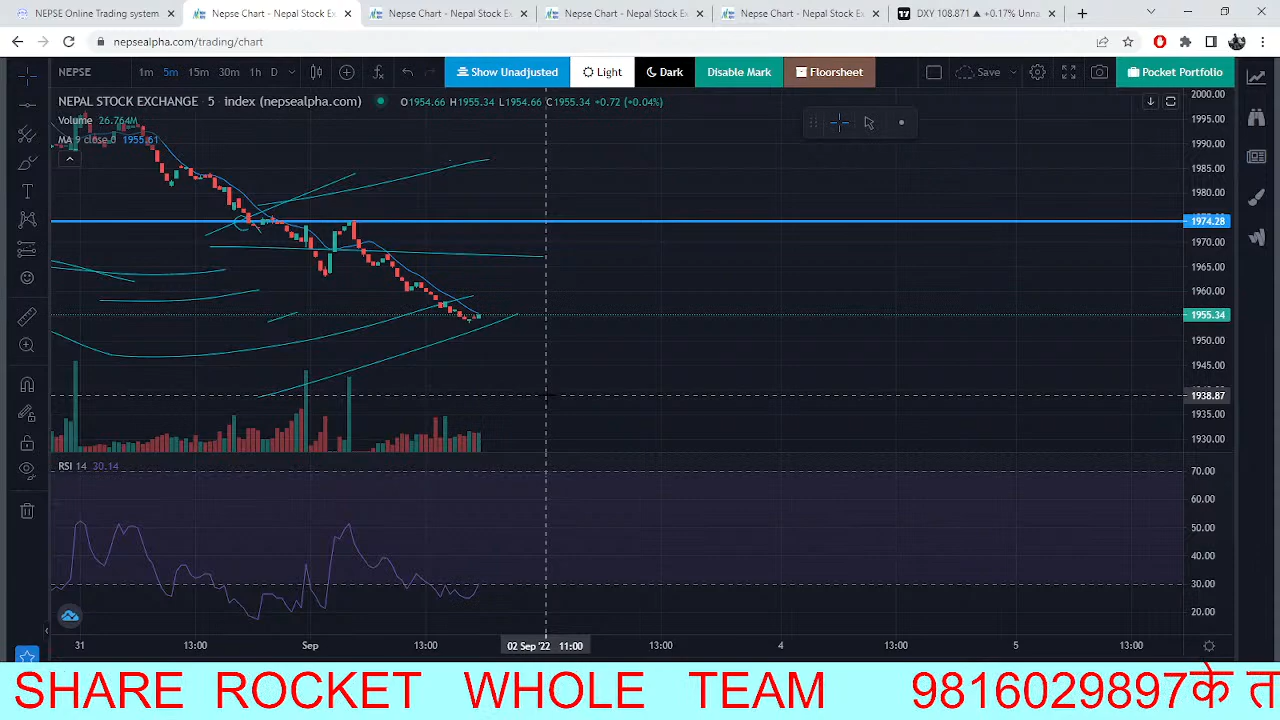 NEPSE Online Trading system
Nepse Chart - Nepal Stock Ex
Nepse Chart - Nepal Stock Exc
Nepse Chart - Nepal Stock Exc
Nepse Chart - Nepal Stock Exc
DXY 108.871 ▲ +0.17% Unna
nepsealpha.com/trading/chart
NEPSE 1m 5m 15m 30m 1h D Show Unadjusted Light Dark Disable Mark Floorsheet Save Pocket Portfolio
NEPAL STOCK EXCHANGE · 5 · index (nepsealpha.com) O1954.66 H1955.34 L1954.66 C1955.34 +0.72 (+0.04%)
Volume 26.764M
MA 9 close 0 1955.61
2000.00
1995.00
1990.00
1985.00
1980.00
1974.28
1970.00
1965.00
1960.00
1955.34
1950.00
1945.00
1938.87
1935.00
1930.00
RSI 14 30.14
70.00
60.00
50.00
40.00
30.00
20.00
31 13:00 Sep 13:00 02 Sep '22 11:00 13:00 4 13:00 5 13:00
SHARE ROCKET WHOLE TEAM 9816029897के त